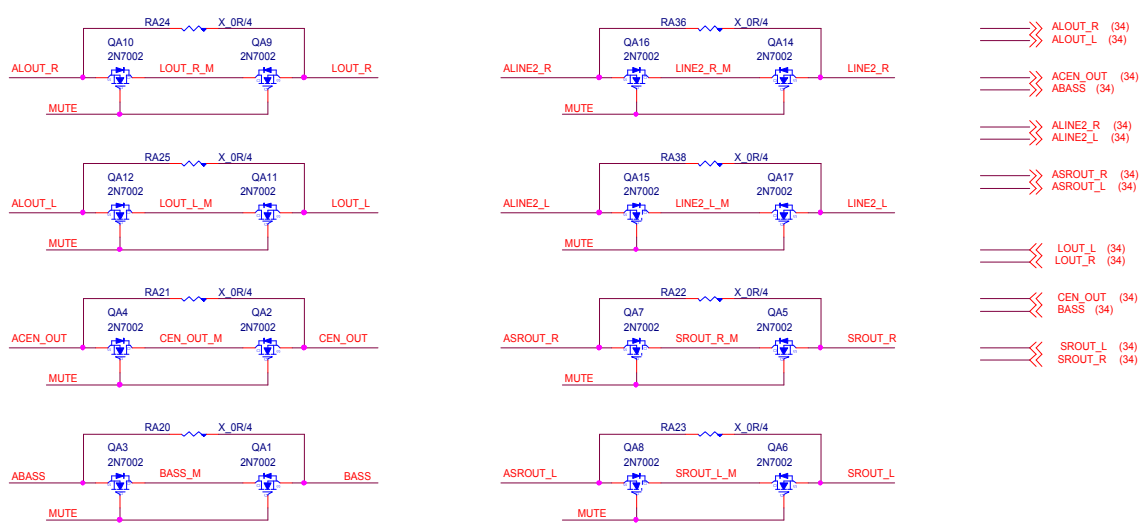 RA24 X_0R/4
QA10 QA9
2N7002 2N7002
ALOUT_R LOUT_R_M LOUT_R
MUTE
RA36 X_0R/4
QA16 QA14
2N7002 2N7002
ALINE2_R LINE2_R_M LINE2_R
MUTE
RA25 X_0R/4
QA12 QA11
2N7002 2N7002
ALOUT_L LOUT_L_M LOUT_L
MUTE
RA38 X_0R/4
QA15 QA17
2N7002 2N7002
ALINE2_L LINE2_L_M LINE2_L
MUTE
RA21 X_0R/4
QA4 QA2
2N7002 2N7002
ACEN_OUT CEN_OUT_M CEN_OUT
MUTE
RA22 X_0R/4
QA7 QA5
2N7002 2N7002
ASROUT_R SROUT_R_M SROUT_R
MUTE
RA20 X_0R/4
QA3 QA1
2N7002 2N7002
ABASS BASS_M BASS
MUTE
RA23 X_0R/4
QA8 QA6
2N7002 2N7002
ASROUT_L SROUT_L_M SROUT_L
MUTE
ALOUT_R (34)
ALOUT_L (34)
ACEN_OUT (34)
ABASS (34)
ALINE2_R (34)
ALINE2_L (34)
ASROUT_R (34)
ASROUT_L (34)
LOUT_L (34)
LOUT_R (34)
CEN_OUT (34)
BASS (34)
SROUT_L (34)
SROUT_R (34)